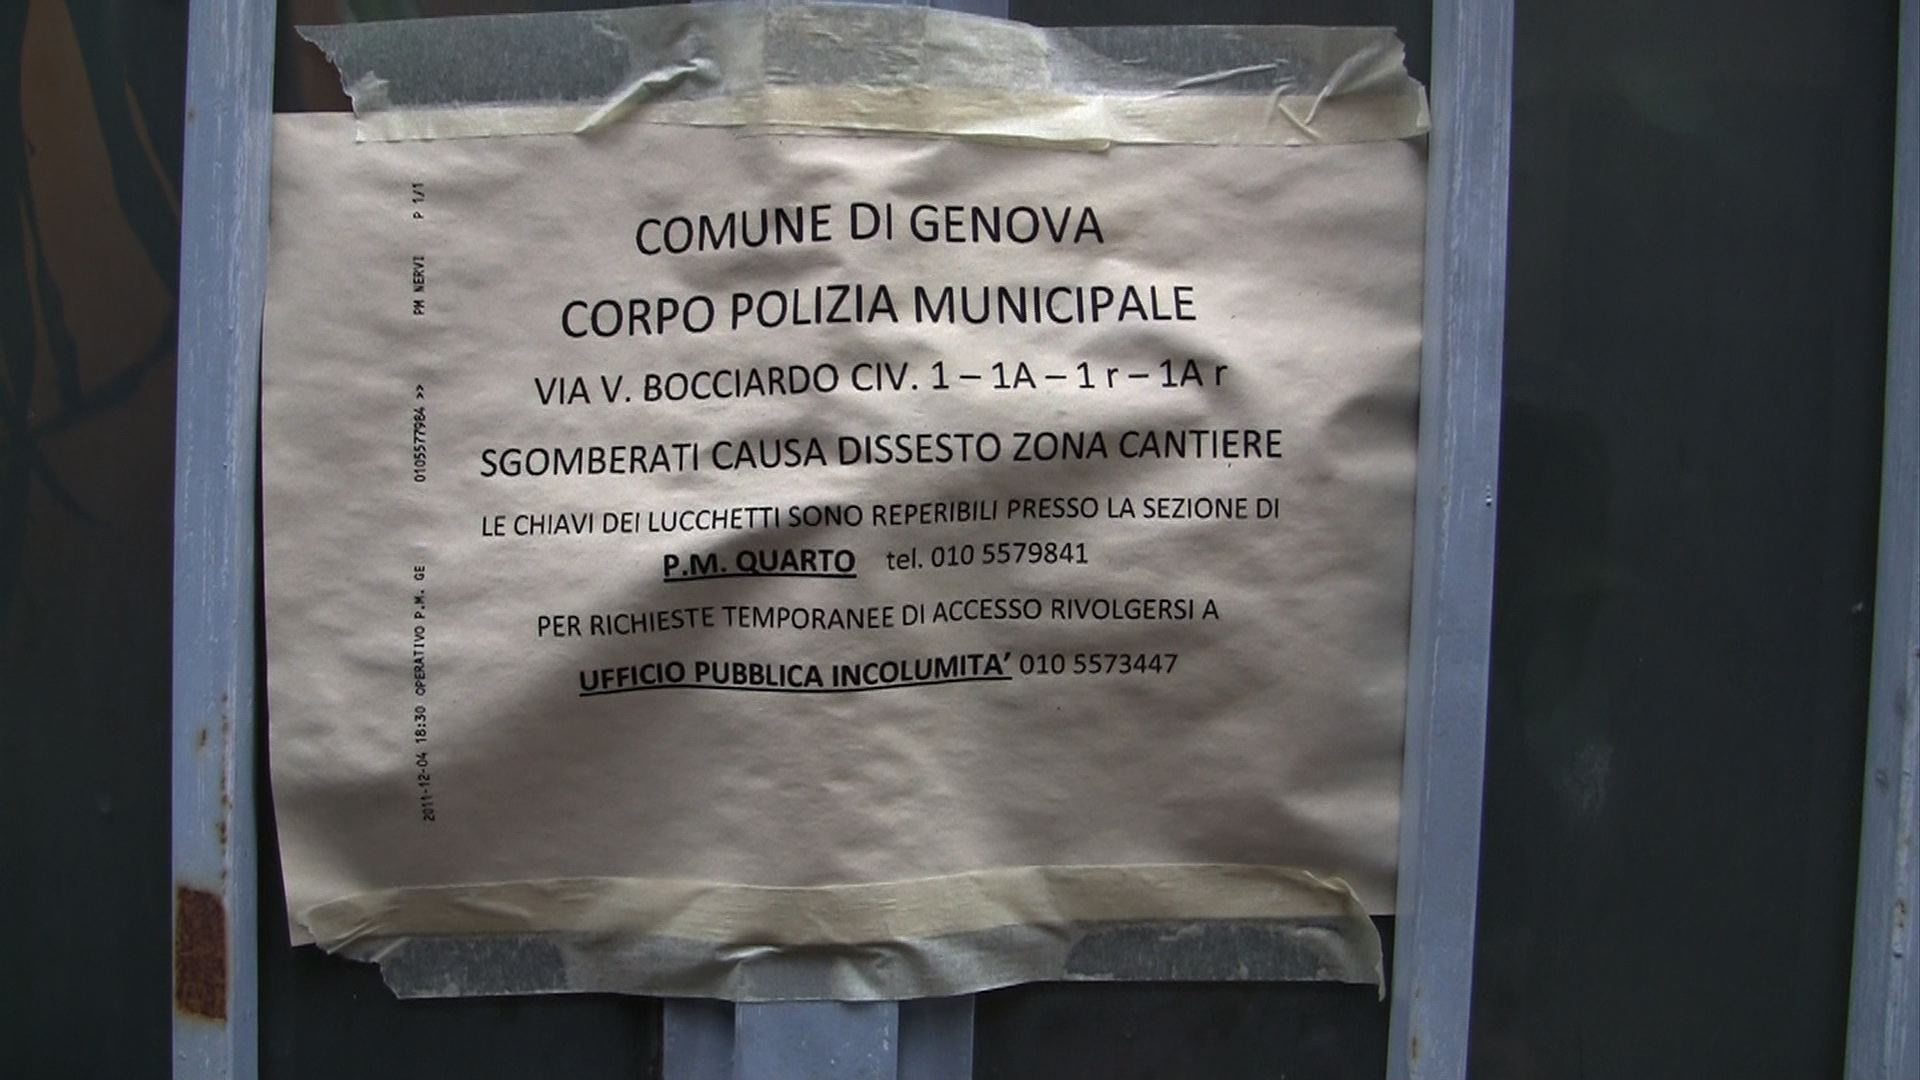 COMUNE DI GENOVA
CORPO POLIZIA MUNICIPALE
VIA V. BOCCIARDO CIV. 1 – 1A – 1 r – 1A r
SGOMBERATI CAUSA DISSESTO ZONA CANTIERE
LE CHIAVI DEI LUCCHETTI SONO REPERIBILI PRESSO LA SEZIONE DI
P.M. QUARTO tel. 010 5579841
PER RICHIESTE TEMPORANEE DI ACCESSO RIVOLGERSI A
UFFICIO PUBBLICA INCOLUMITA’ 010 5573447
2011-12-04 18:30 OPERATIVO P.M. GE 0105577984 >> PM NERVI P 1/1